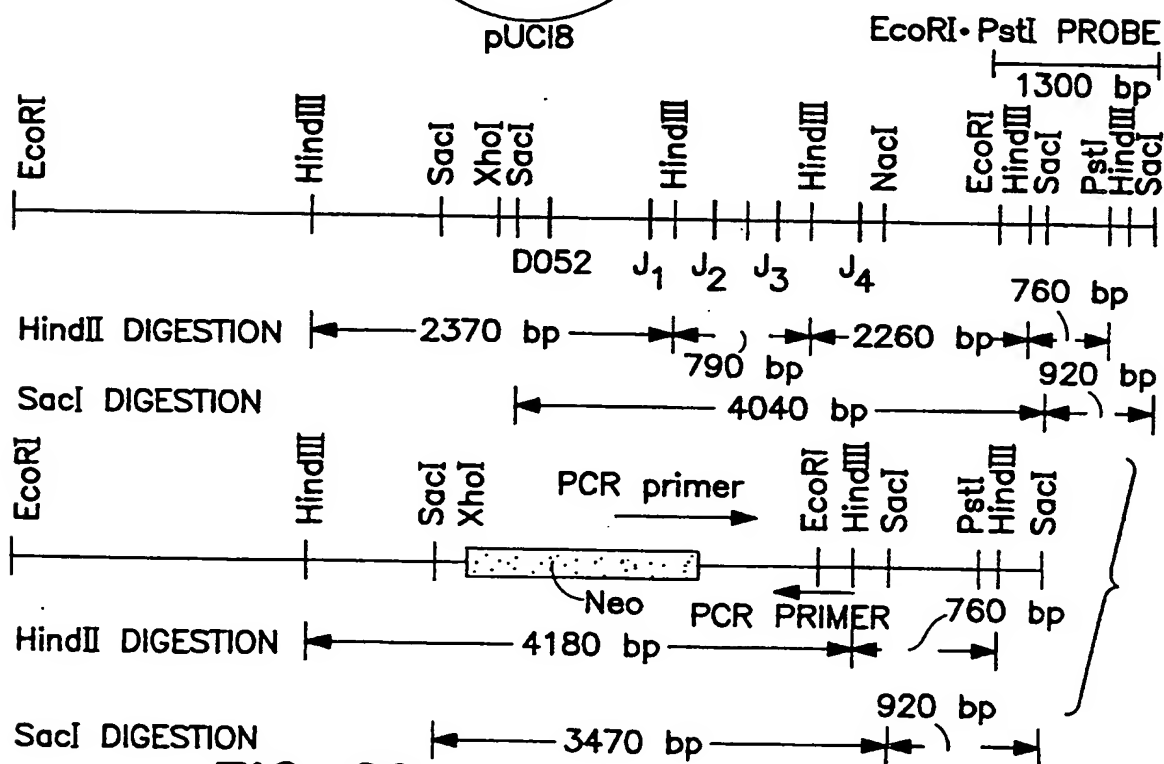 pUC18
EcoRI·PstI PROBE
1300 bp
EcoRI
HindIII
SacI
XhoI
SacI
HindIII
HindIII
NacI
EcoRI
HindIII
SacI
PstI
HindIII
SacI
D052
J1
J2
J3
J4
HindII DIGESTION
2370 bp
790 bp
2260 bp
760 bp
SacI DIGESTION
4040 bp
920 bp
EcoRI
HindIII
SacI
XhoI
PCR primer
EcoRI
HindIII
SacI
PstI
HindIII
SacI
Neo
PCR PRIMER
HindII DIGESTION
4180 bp
760 bp
SacI DIGESTION
3470 bp
920 bp